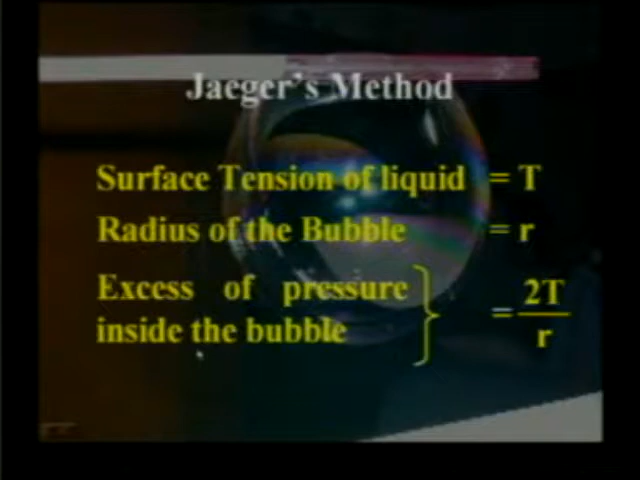 Jaeger's Method
Surface Tension of liquid = T
Radius of the Bubble = r
Excess of pressure
inside the bubble } = 2T/r